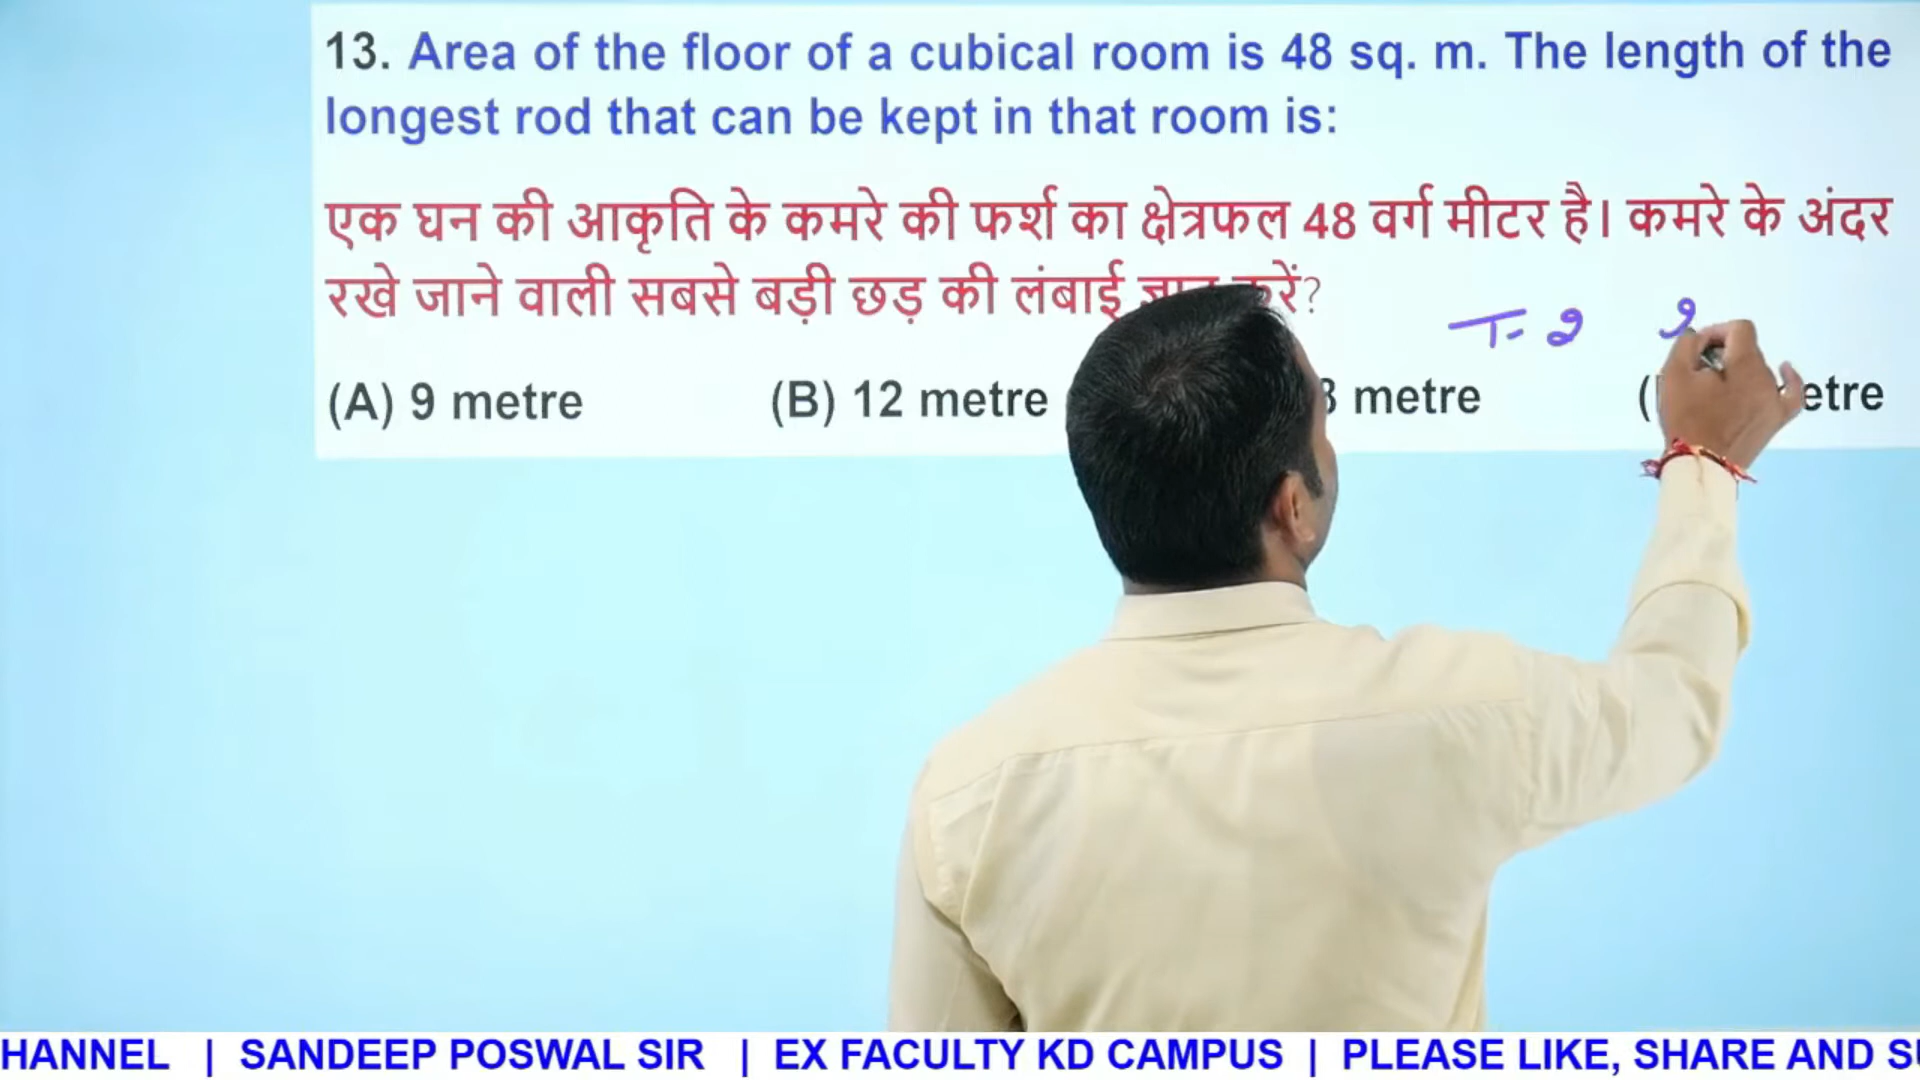 13. Area of the floor of a cubical room is 48 sq. m. The length of the
longest rod that can be kept in that room is:
एक घन की आकृति के कमरे की फर्श का क्षेत्रफल 48 वर्ग मीटर है। कमरे के अंदर
रखे जाने वाली सबसे बड़ी छड़ की लंबाई करें?
(A) 9 metre (B) 12 metre metre
HANNEL | SANDEEP POSWAL SIR | EX FACULTY KD CAMPUS | PLEASE LIKE, SHARE AND